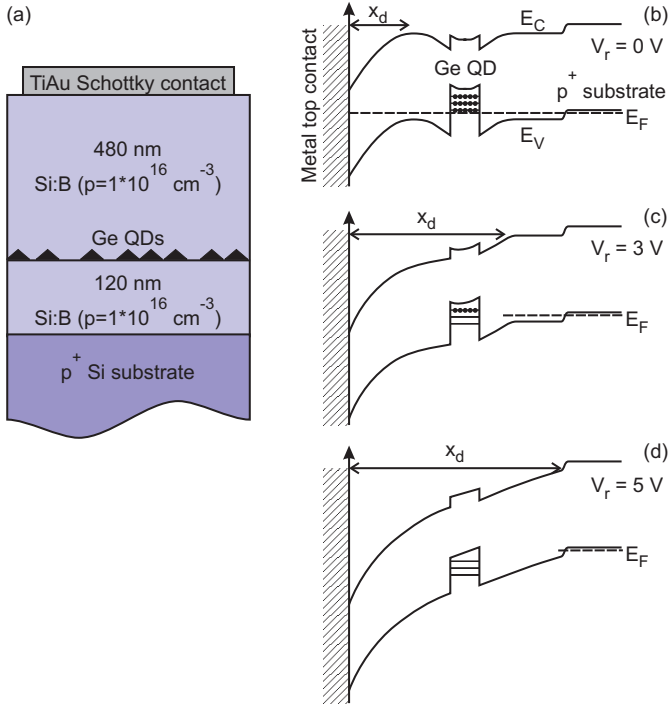 (a)
TiAu Schottky contact
480 nm
Si:B (p=1*10^16 cm^-3)
Ge QDs
120 nm
Si:B (p=1*10^16 cm^-3)
p^+ Si substrate
(b)
Metal top contact
x_d
E_C
V_r = 0 V
Ge QD
p^+ substrate
E_F
E_V
(c)
x_d
V_r = 3 V
E_F
(d)
x_d
V_r = 5 V
E_F